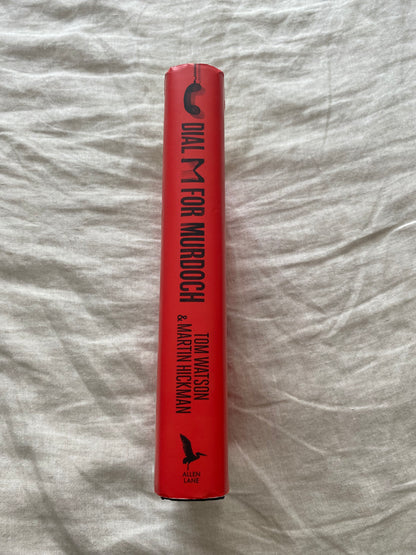 DIAL M FOR MURDOCH
TOM WATSON
& MARTIN HICKMAN
ALLEN
LANE